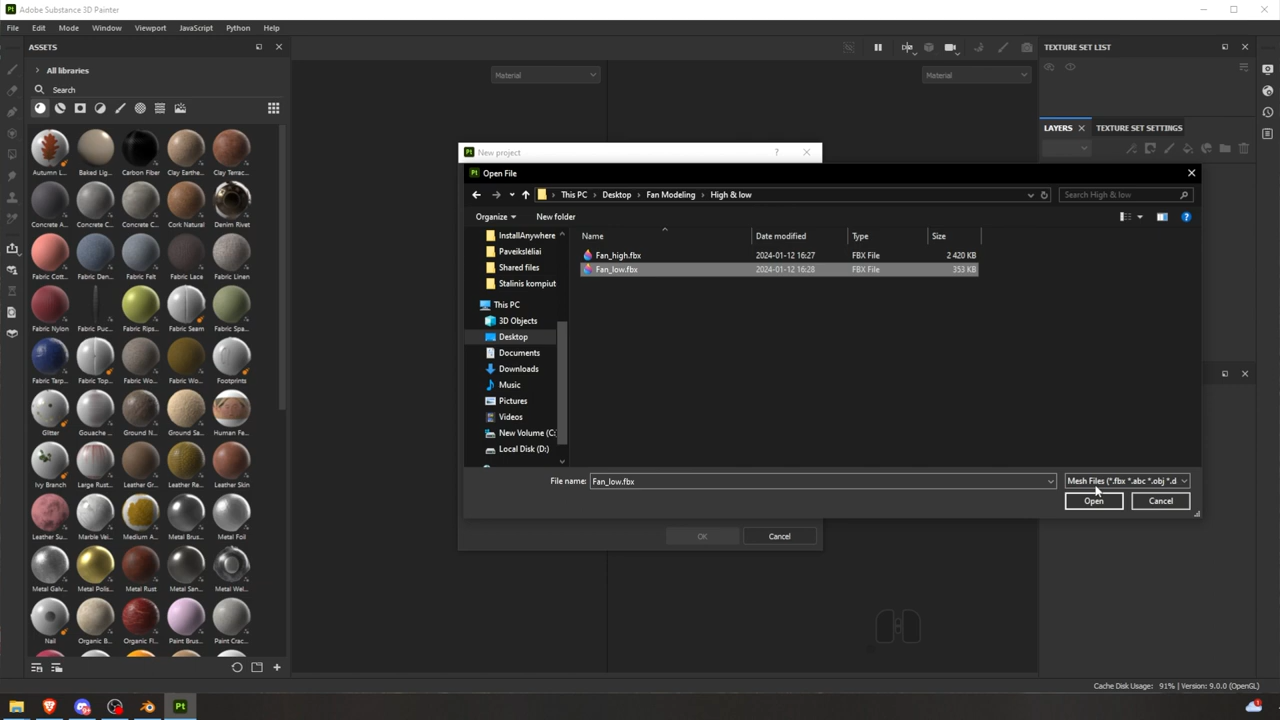 Adobe Substance 3D Painter
File Edit Mode Window Viewport JavaScript Python Help
ASSETS
All libraries
Search
Autumn L...
Baked Lig...
Carbon Fiber
Clay Earthe...
Clay Terrac...
Concrete A...
Concrete C...
Concrete C...
Cork Natural
Denim Rivet
Fabric Cott...
Fabric Den...
Fabric Felt
Fabric Lace
Fabric Linen
Fabric Nylon
Fabric Puc...
Fabric Rips...
Fabric Seam
Fabric Spa...
Fabric Tarp...
Fabric Top...
Fabric Wo...
Fabric Wo...
Footprints
Glitter
Gouache ...
Ground N...
Ground Sa...
Human Fe...
Ivy Branch
Large Rust...
Leather Gr...
Leather Re...
Leather Skin
Leather Su...
Marble Vei...
Medium A...
Metal Brus...
Metal Foil
Metal Galv...
Metal Polis...
Metal Rust
Metal San...
Metal Wel...
Nail
Organic B...
Organic Fl...
Paint Brus...
Paint Crac...
Material
Material
New project
?
Open File
This PC
Desktop
Fan Modeling
High & low
Search High & low
Organize
New folder
InstallAnywhere
Paveikslėliai
Shared files
Stalinis kompiut
This PC
3D Objects
Desktop
Documents
Downloads
Music
Pictures
Videos
New Volume (C:
Local Disk (D:)
Name Date modified Type Size
Fan_high.fbx 2024-01-12 16:27 FBX File 2 420 KB
Fan_low.fbx 2024-01-12 16:28 FBX File 353 KB
File name: Fan_low.fbx
Mesh Files (*.fbx *.abc *.obj *.d
Open
Cancel
OK
Cancel
TEXTURE SET LIST
LAYERS
TEXTURE SET SETTINGS
Cache Disk Usage: 91% | Version: 9.0.0 (OpenGL)
Pt